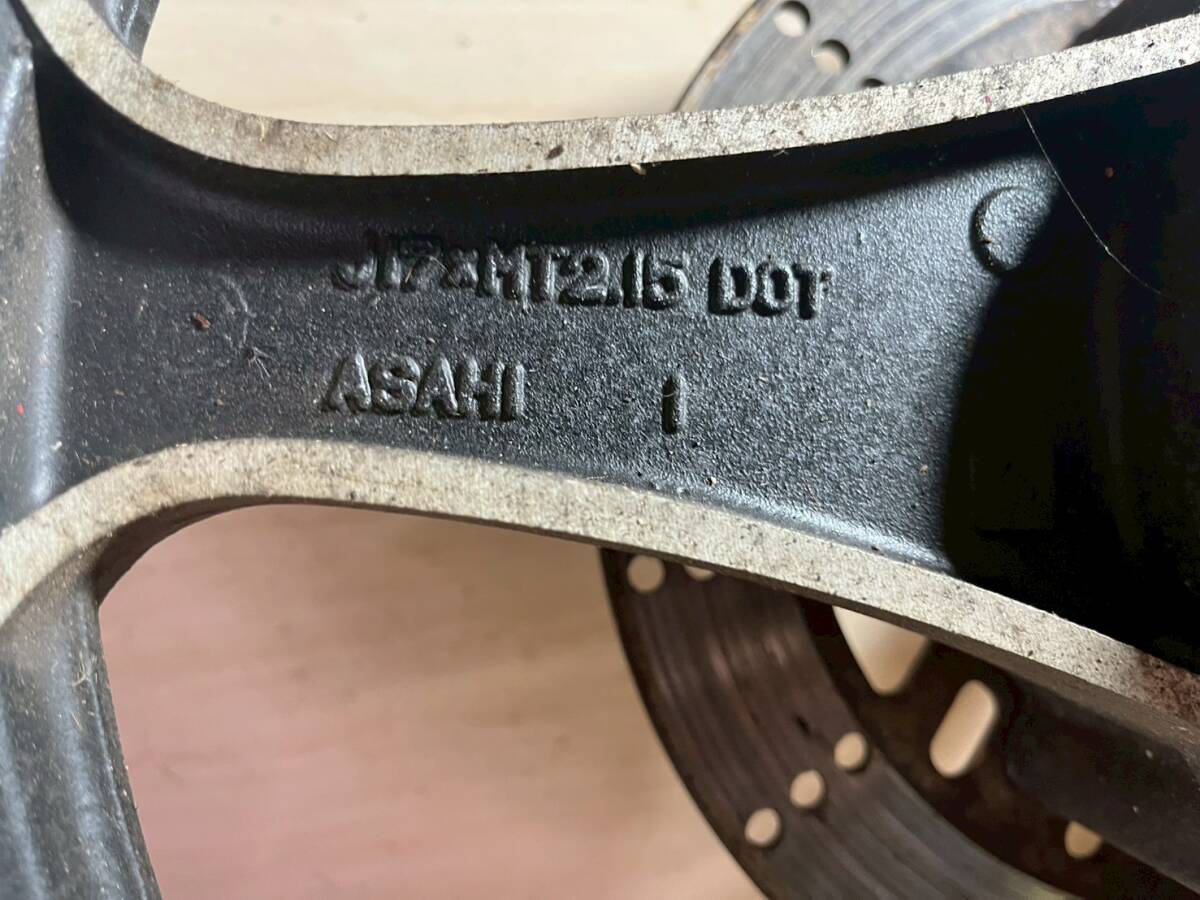 J17×MT2.15 DOT
ASAHI 1